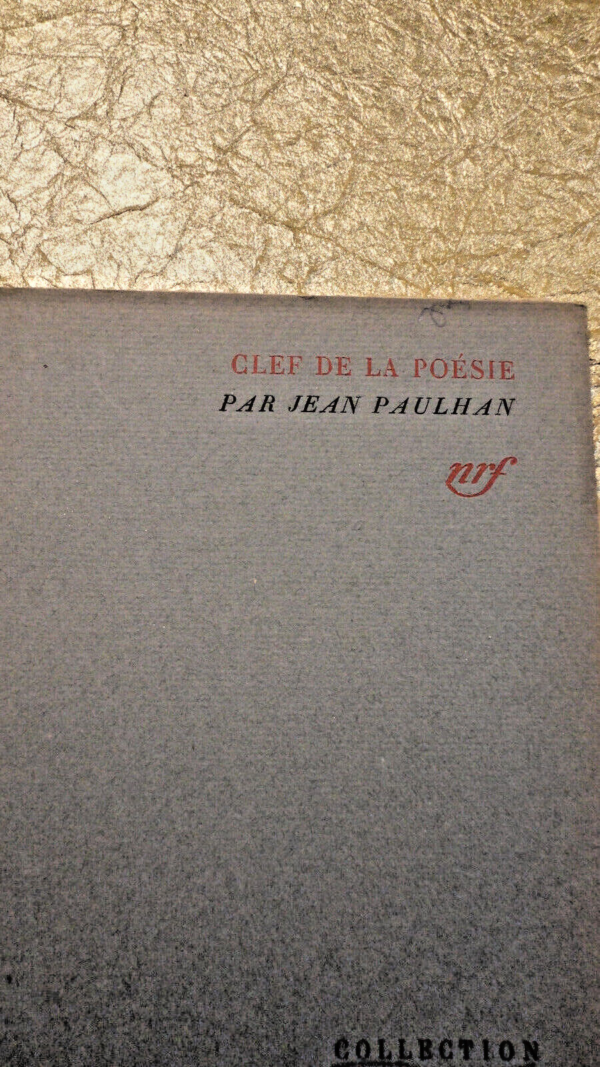 CLEF DE LA POÉSIE
PAR JEAN PAULHAN
nrf
COLLECTION